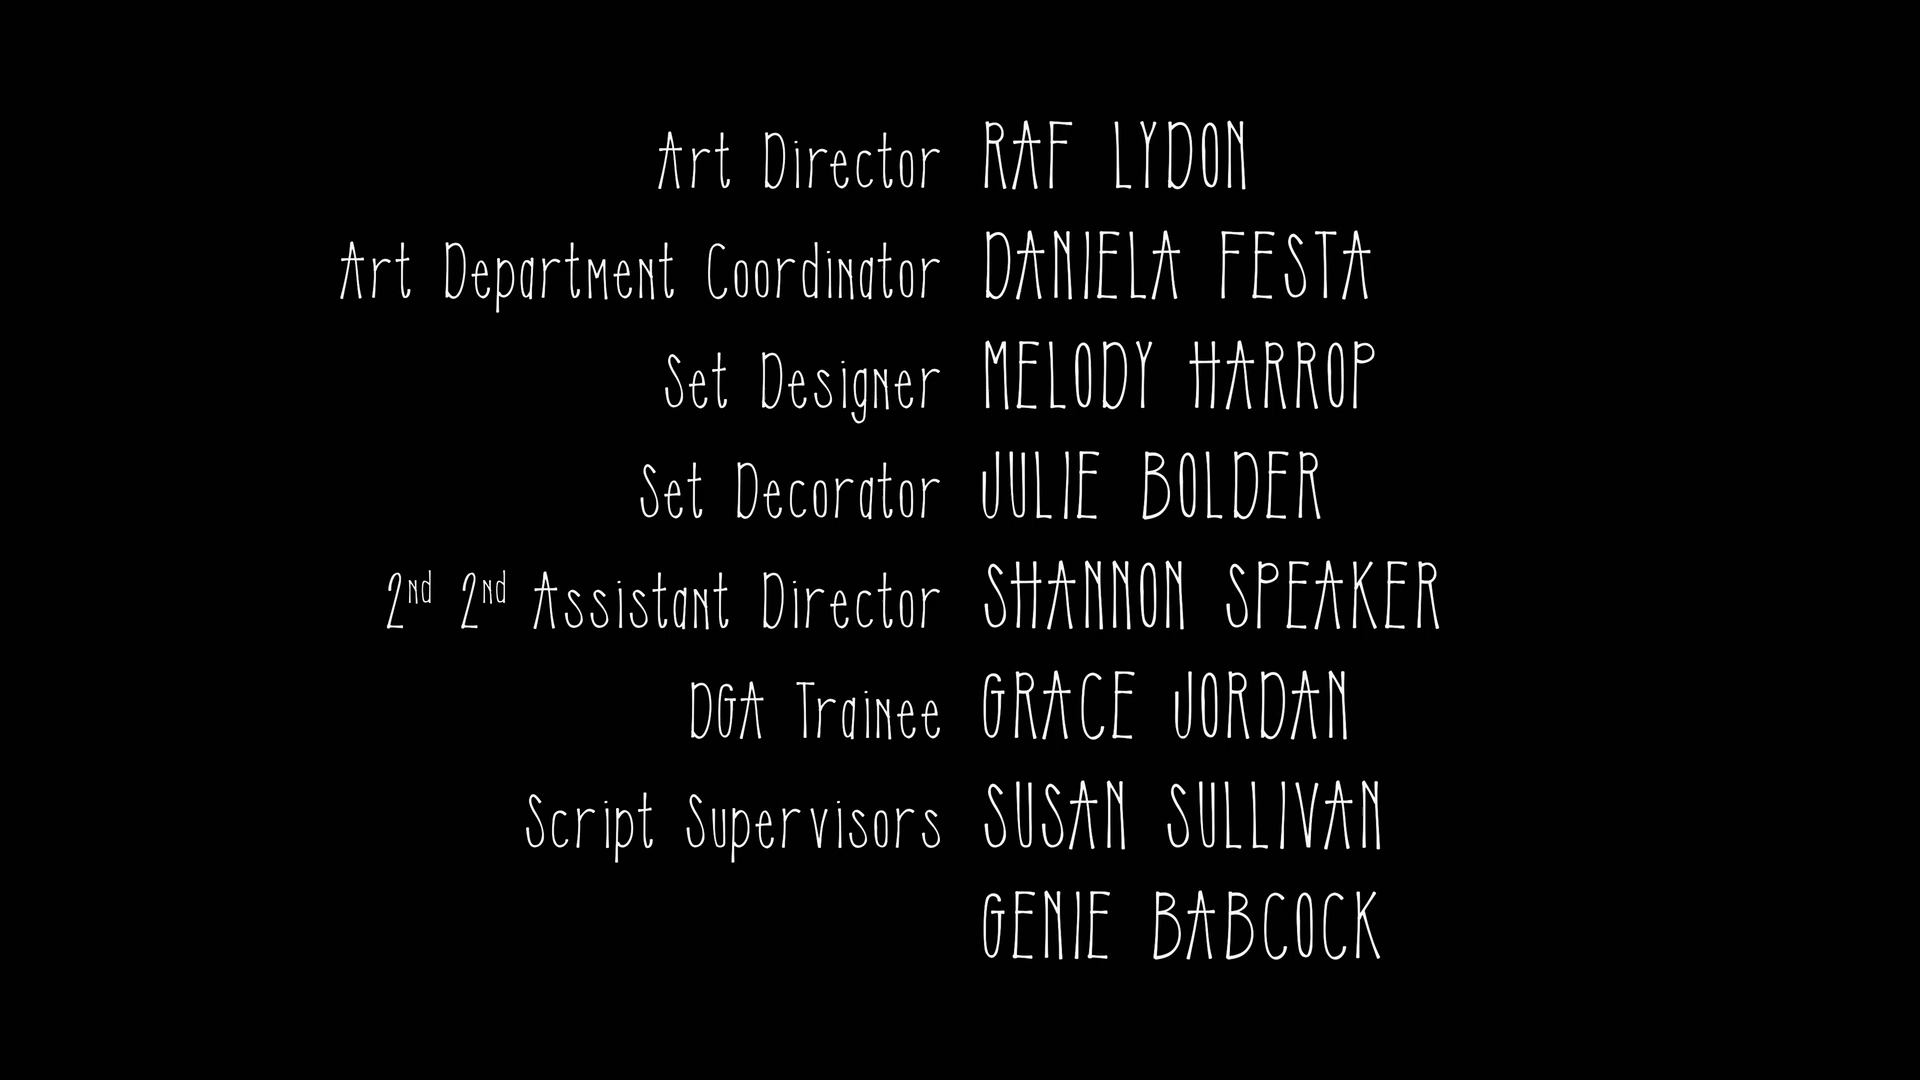 Art Director RAF LYDON
Art Department Coordinator DANIELA FESTA
Set Designer MELODY HARROP
Set Decorator JULIE BOLDER
2nd 2nd Assistant Director SHANNON SPEAKER
DGA Trainee GRACE JORDAN
Script Supervisors SUSAN SULLIVAN
GENIE BABCOCK